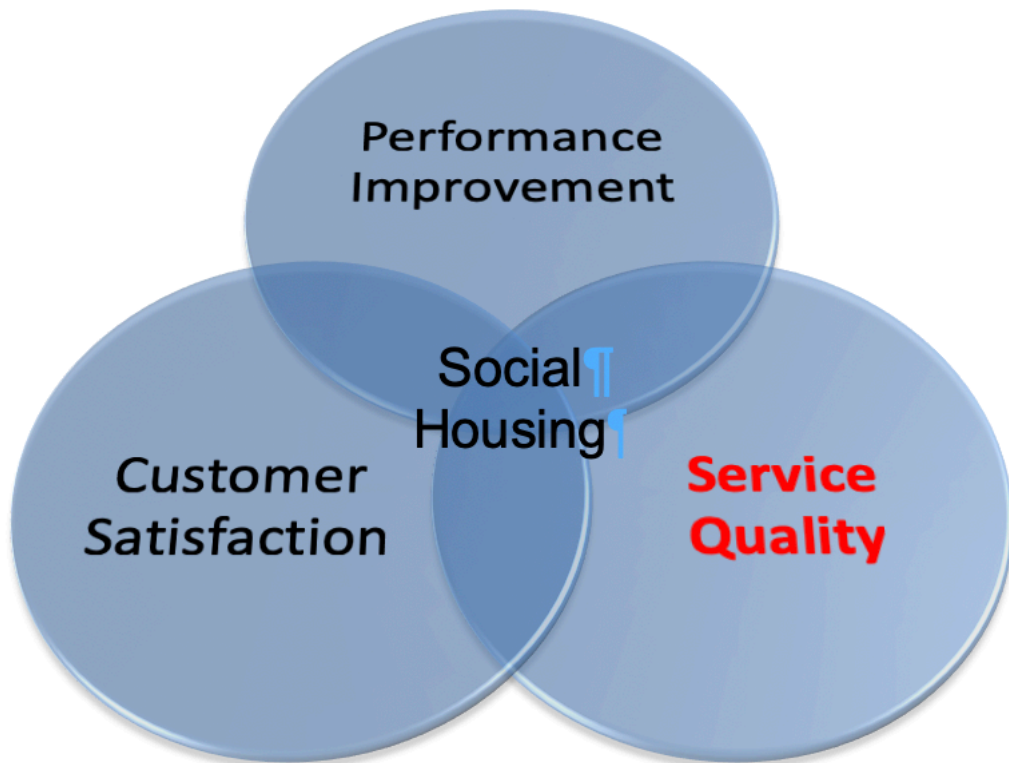 Performance
Improvement
Social¶
Housing¶
Customer
Satisfaction
Service
Quality